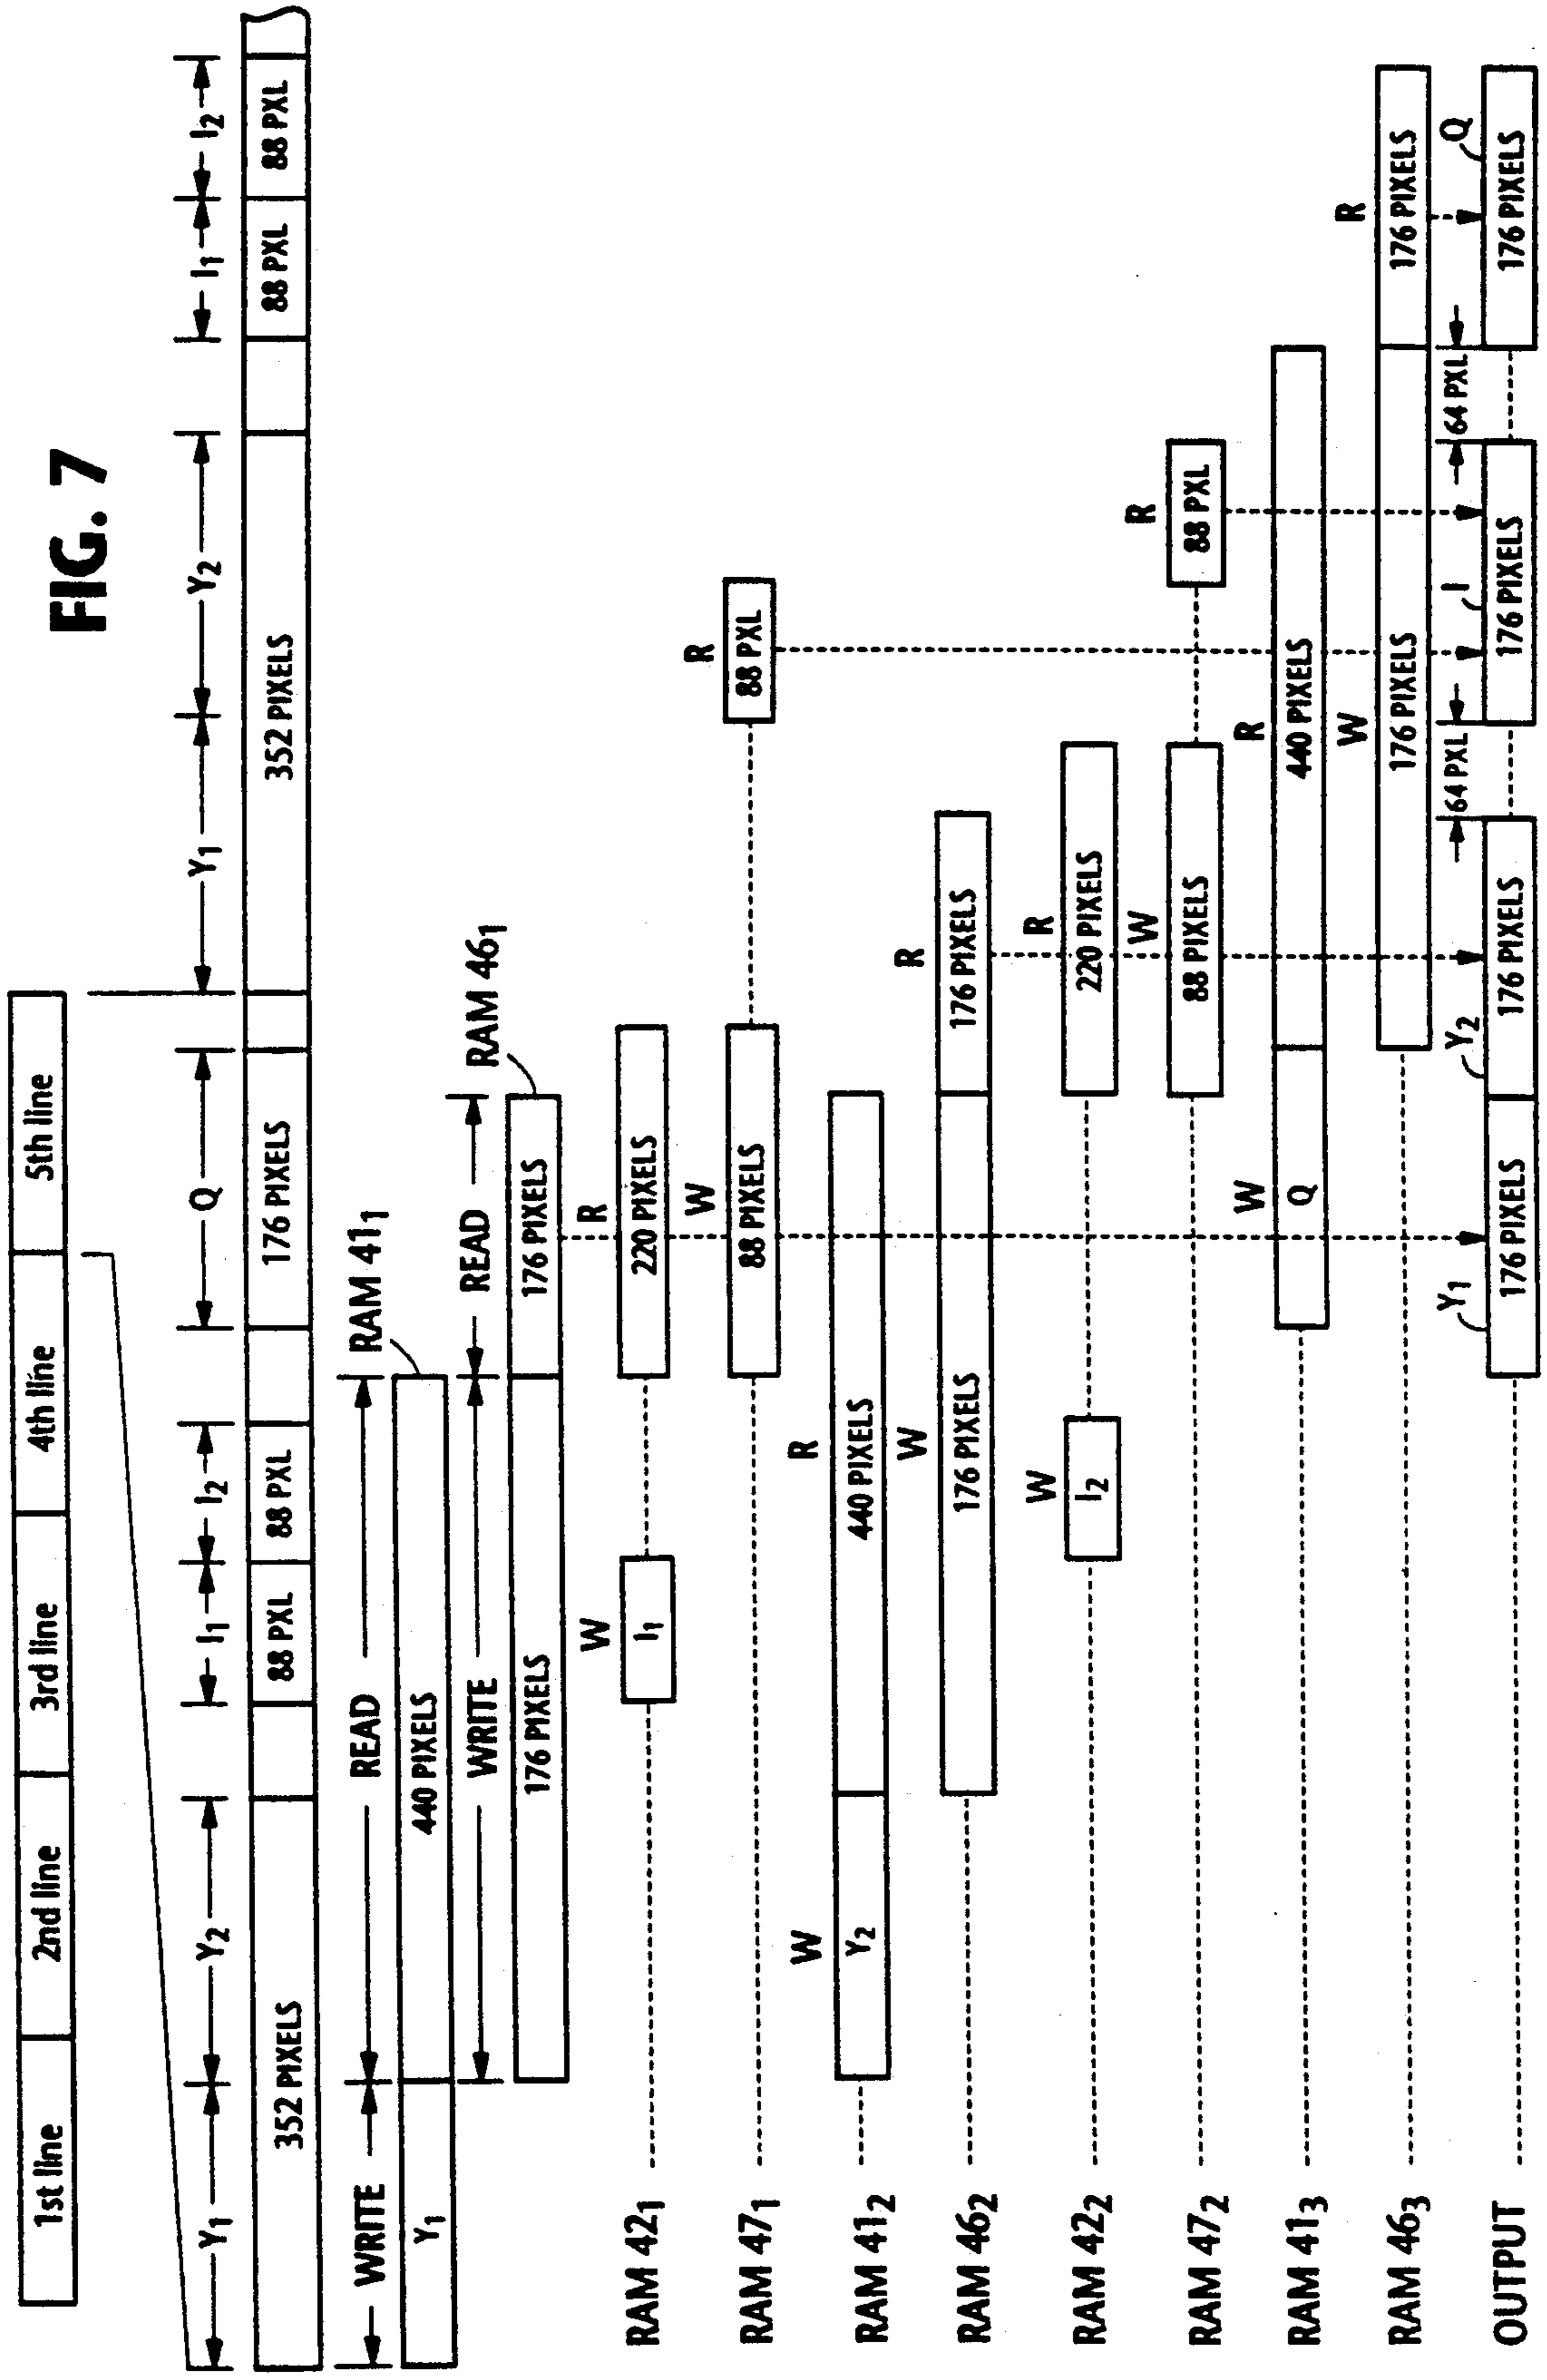 FIG. 7
1st line 2nd line 3rd line 4th line 5th line
Y1 Y2 I1 I2 Q Y1 Y2 I1 I2
352 PIXELS 88 PXL 88 PXL 176 PIXELS 352 PIXELS 88 PXL 88 PXL
WRITE READ RAM 411
Y1 440 PIXELS
WRITE READ RAM 461
176 PIXELS 176 PIXELS
W R
RAM 421 I1 220 PIXELS
W R
RAM 471 88 PIXELS 88 PXL
W R
RAM 412 Y2 440 PIXELS
W R
RAM 462 176 PIXELS 176 PIXELS
W R
RAM 422 I2 220 PIXELS
W R
RAM 472 88 PIXELS 88 PXL
W R
RAM 413 Q 440 PIXELS
W R
RAM 463 176 PIXELS 176 PIXELS
Y1 Y2 64 PXL I 64 PXL Q
OUTPUT 176 PIXELS 176 PIXELS 176 PIXELS 176 PIXELS